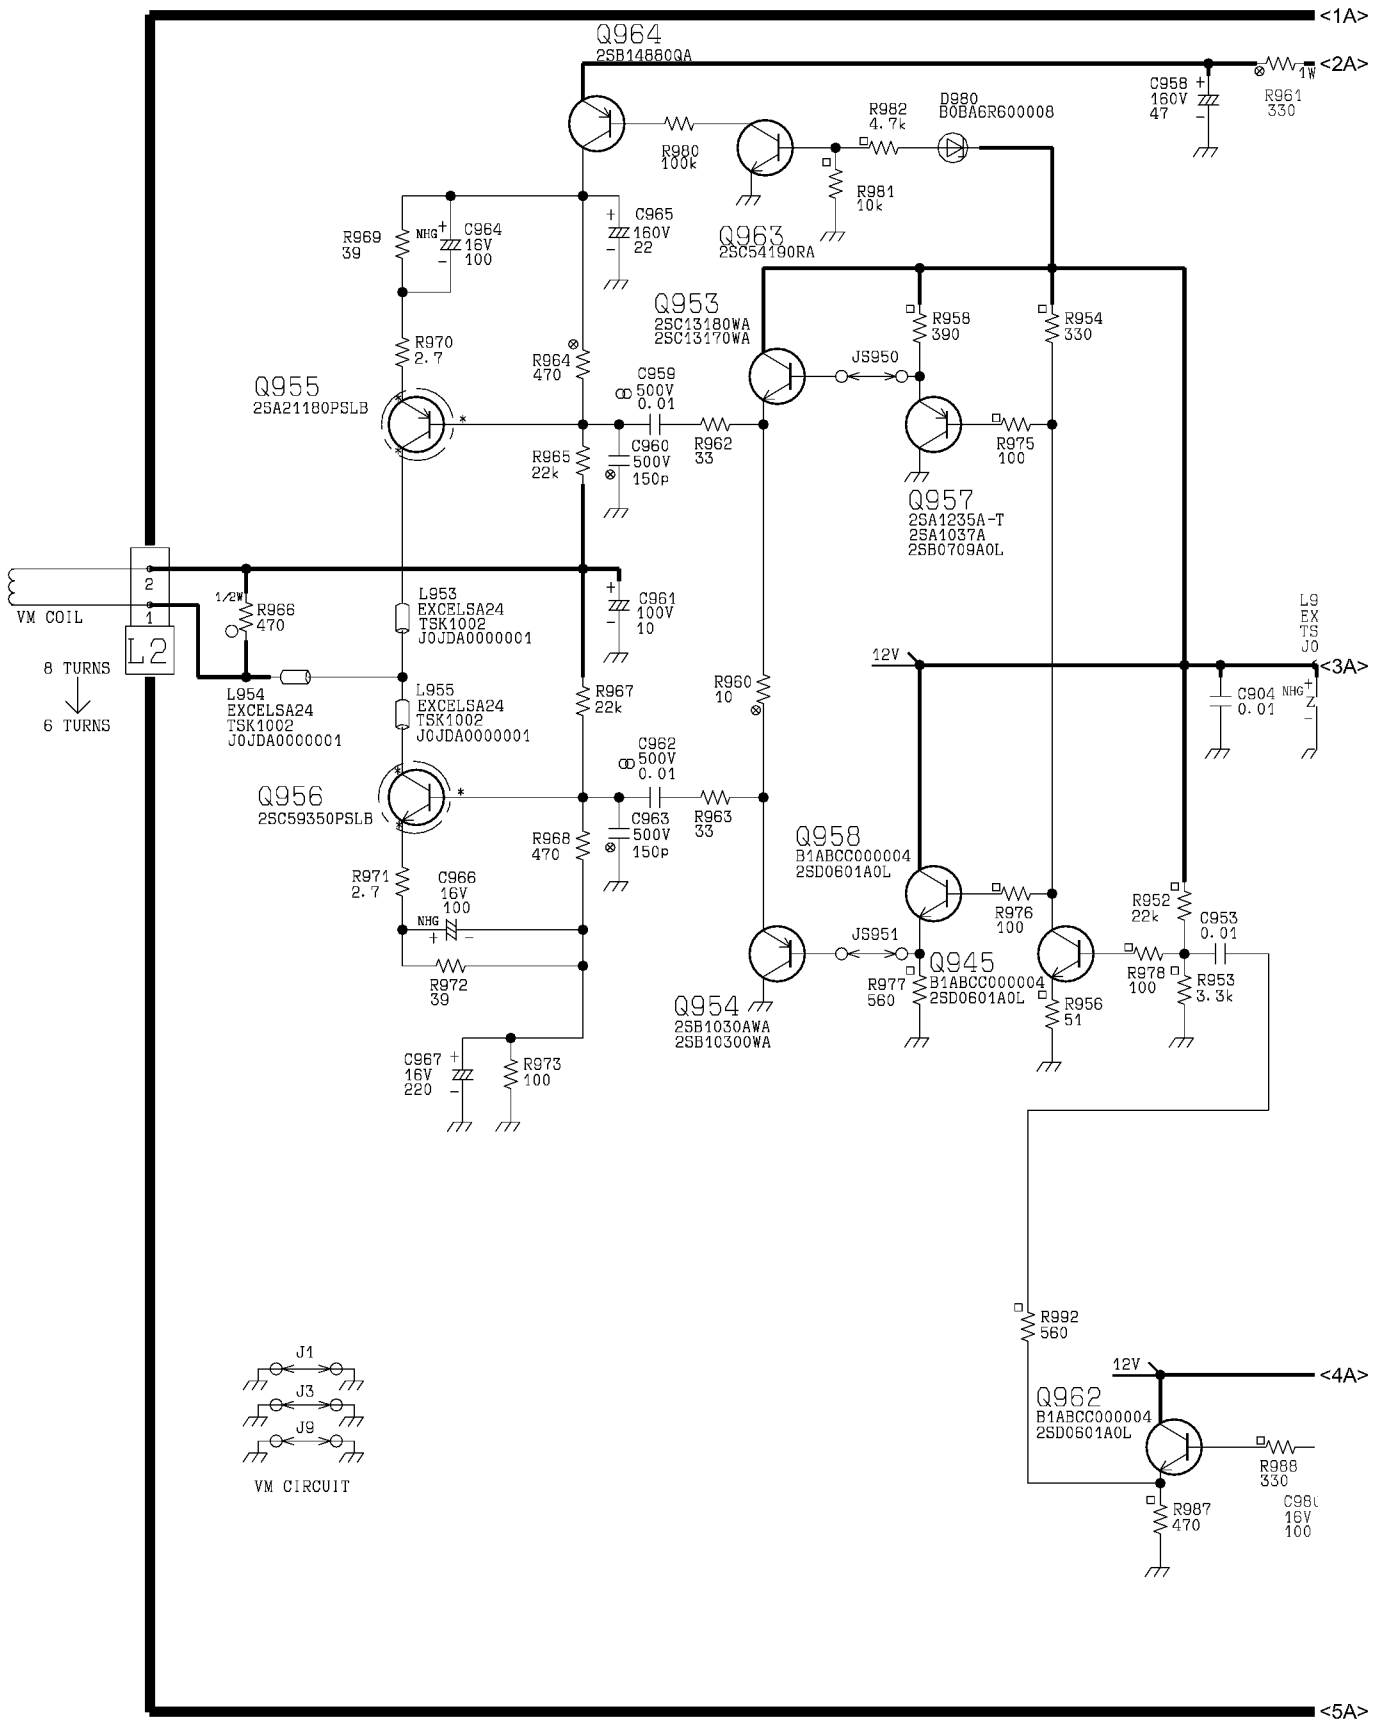 <1A>
Q964
2SB14880QA
<2A>
1W
C958
160V
47
+
-
R961
330
R982
4.7k
D980
B0BA6R600008
R980
100k
R981
10k
Q963
2SC54190RA
R969
39
NHG
+
-
C964
16V
100
+
-
C965
160V
22
Q953
2SC13180WA
2SC13170WA
R958
390
R954
330
R970
2.7
R964
470
JS950
Q955
2SA21180PSLB
*
*
*
C959
500V
0.01
R962
33
R975
100
R965
22k
C960
500V
150p
Q957
2SA1235A-T
2SA1037A
2SB0709A0L
2
1
VM COIL
L2
1/2W
R966
470
L953
EXCELSA24
TSK1002
J0JDA0000001
+
-
C961
100V
10
L9
EX
TS
J0
12V
<3A>
8 TURNS
6 TURNS
L954
EXCELSA24
TSK1002
J0JDA0000001
L955
EXCELSA24
TSK1002
J0JDA0000001
R967
22k
R960
10
C904
0.01
NHG
+
Z
-
C962
500V
0.01
Q956
2SC59350PSLB
*
*
*
R968
470
C963
500V
150p
R963
33
Q958
B1ABCC000004
2SD0601A0L
R971
2.7
C966
16V
100
NHG
+
-
R976
100
R952
22k
C953
0.01
JS951
R972
39
Q954
2SB1030AWA
2SB10300WA
R977
560
Q945
B1ABCC000004
2SD0601A0L
R956
51
R978
100
R953
3.3k
C967
16V
220
+
-
R973
100
R992
560
J1
J3
J9
VM CIRCUIT
12V
<4A>
Q962
B1ABCC000004
2SD0601A0L
R988
330
R987
470
C98
16V
100
<5A>